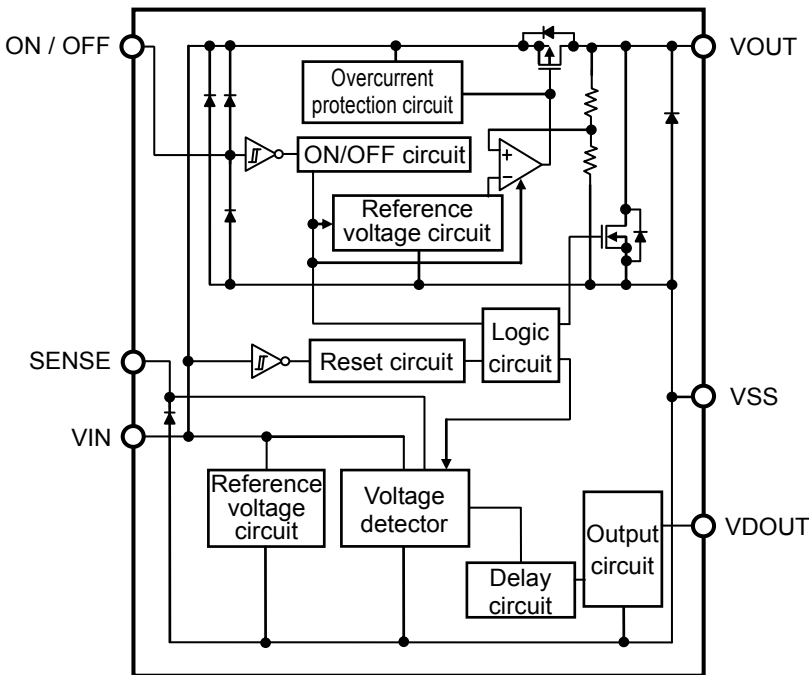 ON / OFF
VOUT
Overcurrent
protection circuit
ON/OFF circuit
+
−
Reference
voltage circuit
Logic
circuit
Reset circuit
SENSE
VSS
VIN
Reference
voltage
circuit
Voltage
detector
Output
circuit
VDOUT
Delay
circuit